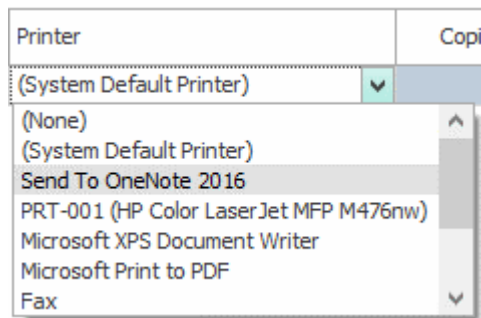 Printer Copi
(System Default Printer)
(None)
(System Default Printer)
Send To OneNote 2016
PRT-001 (HP Color LaserJet MFP M476nw)
Microsoft XPS Document Writer
Microsoft Print to PDF
Fax